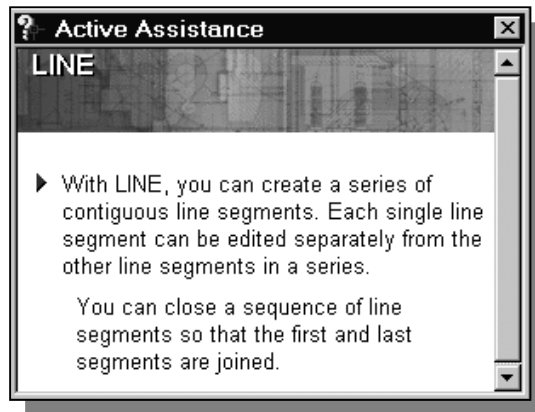 Active Assistance
LINE
With LINE, you can create a series of
contiguous line segments. Each single line
segment can be edited separately from the
other line segments in a series.
You can close a sequence of line
segments so that the first and last
segments are joined.